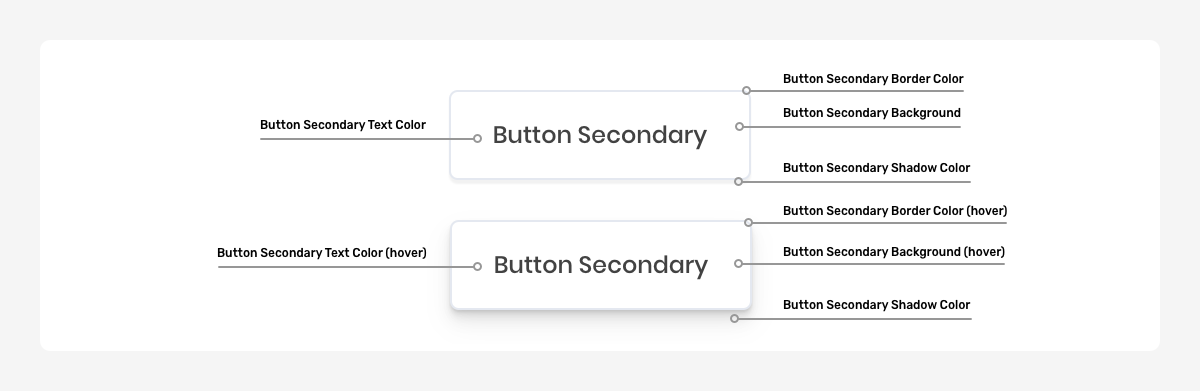 Button Secondary Border Color
Button Secondary Background
Button Secondary Text Color
Button Secondary
Button Secondary Shadow Color
Button Secondary Border Color (hover)
Button Secondary Background (hover)
Button Secondary Text Color (hover)
Button Secondary
Button Secondary Shadow Color